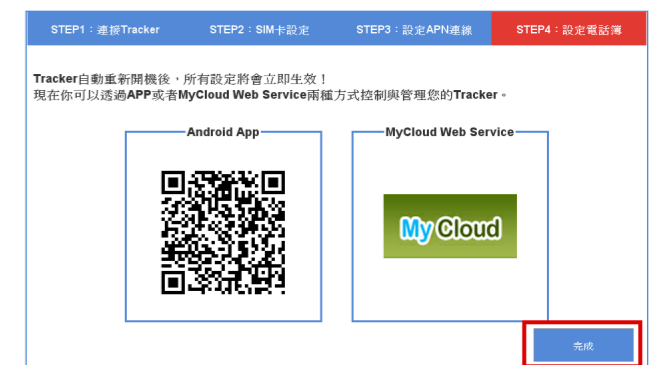 STEP1：連接Tracker
STEP2：SIM卡設定
STEP3：設定APN連線
STEP4：設定電話簿
Tracker自動重新開機後，所有設定將會立即生效！
現在你可以透過APP或者MyCloud Web Service兩種方式控制與管理您的Tracker。
Android App
MyCloud Web Service
My Cloud
完成